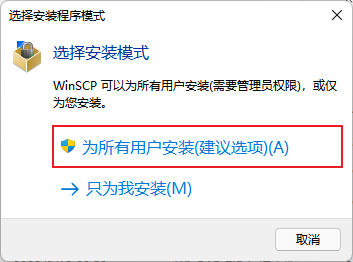 选择安装程序模式
选择安装模式
WinSCP 可以为所有用户安装(需要管理员权限)，或仅
为您安装。
为所有用户安装(建议选项)(A)
只为我安装(M)
取消